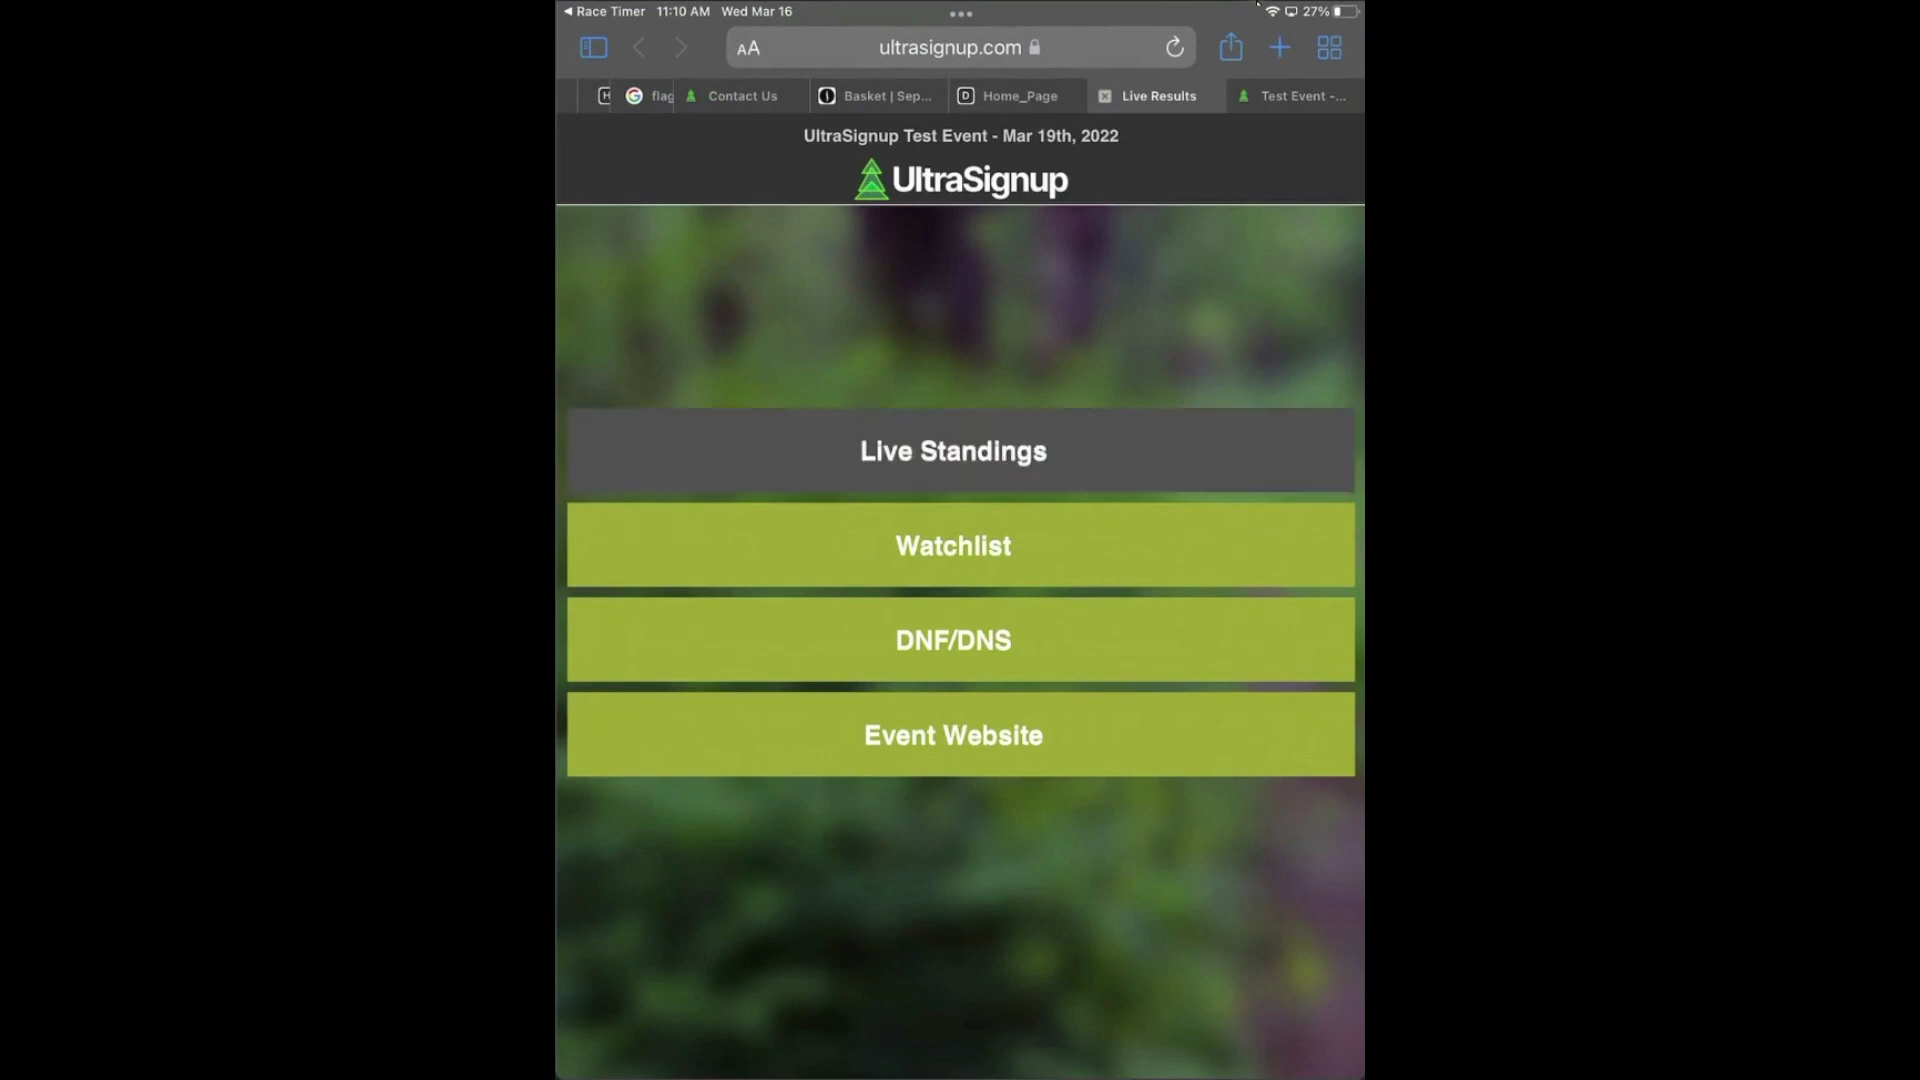 ◀ Race Timer 11:10 AM Wed Mar 16 27%
AA ultrasignup.com
H flag Contact Us Basket | Sep... D Home_Page Live Results Test Event -...
UltraSignup Test Event - Mar 19th, 2022
UltraSignup
Live Standings
Watchlist
DNF/DNS
Event Website